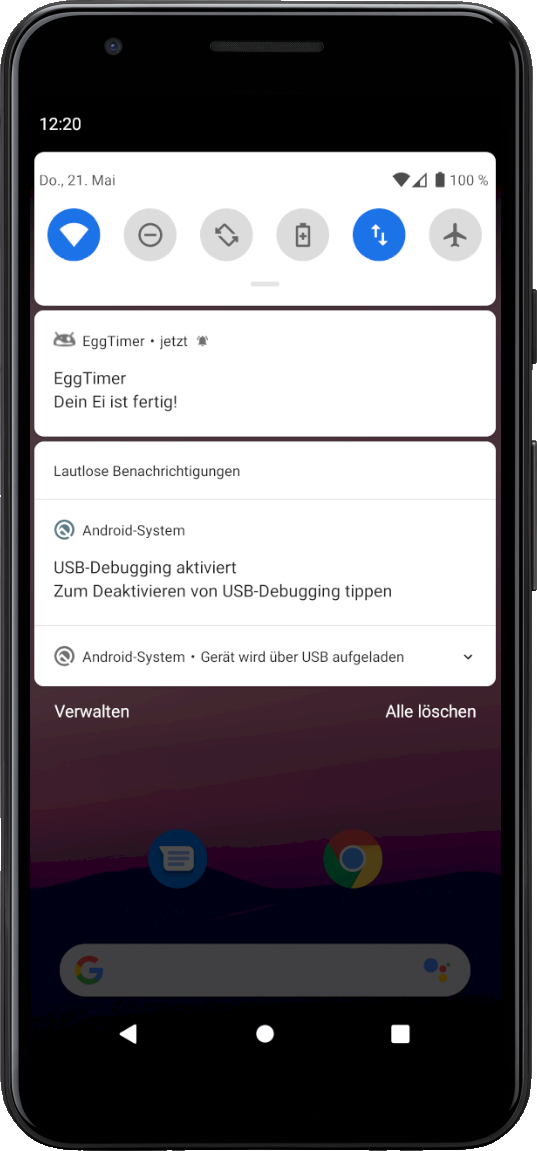 12:20
Do., 21. Mai 100 %
EggTimer • jetzt
EggTimer
Dein Ei ist fertig!
Lautlose Benachrichtigungen
Android-System
USB-Debugging aktiviert
Zum Deaktivieren von USB-Debugging tippen
Android-System • Gerät wird über USB aufgeladen
Verwalten Alle löschen